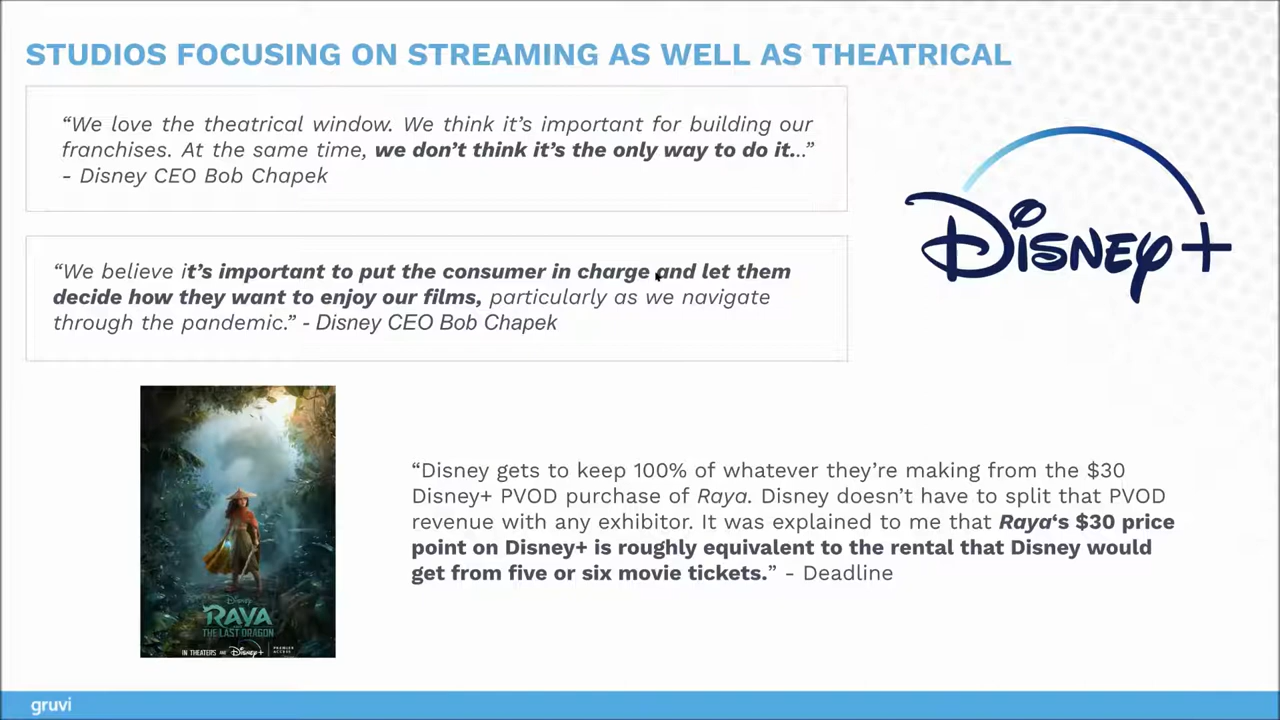 STUDIOS FOCUSING ON STREAMING AS WELL AS THEATRICAL
“We love the theatrical window. We think it’s important for building our
franchises. At the same time, we don’t think it’s the only way to do it...”
- Disney CEO Bob Chapek
Disney+
“We believe it’s important to put the consumer in charge and let them
decide how they want to enjoy our films, particularly as we navigate
through the pandemic.” - Disney CEO Bob Chapek
“Disney gets to keep 100% of whatever they’re making from the $30
Disney+ PVOD purchase of Raya. Disney doesn’t have to split that PVOD
revenue with any exhibitor. It was explained to me that Raya‘s $30 price
point on Disney+ is roughly equivalent to the rental that Disney would
get from five or six movie tickets.” - Deadline
Disney
RAYA
AND
THE LAST DRAGON
IN THEATERS AND Disney+ PREMIER
ACCESS
gruvi